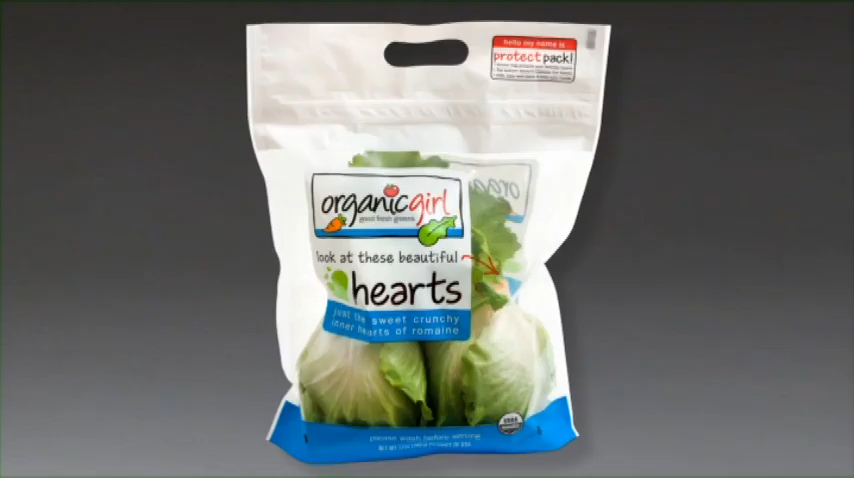 hello my name is
protect pack!
organicgirl
good fresh greens
look at these beautiful
hearts
just the sweet crunchy
inner hearts of romaine
USDA
ORGANIC
please wash before serving